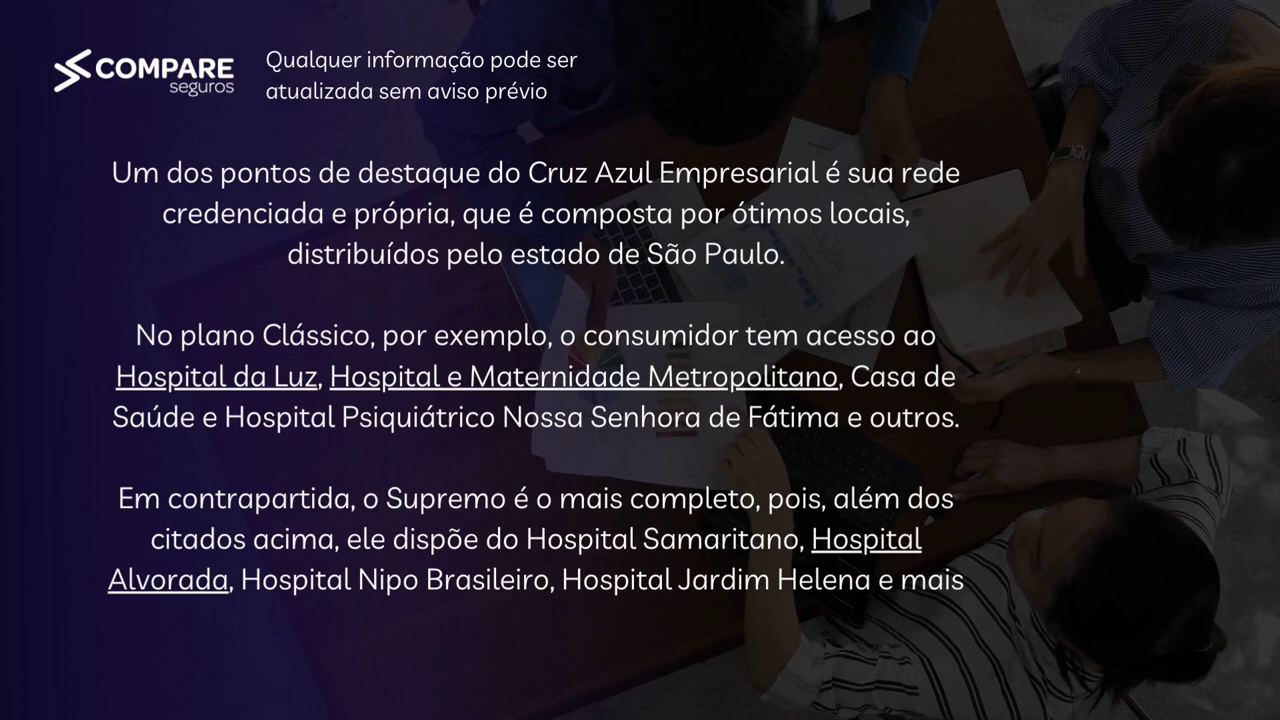 COMPARE
seguros
Qualquer informação pode ser
atualizada sem aviso prévio
Um dos pontos de destaque do Cruz Azul Empresarial é sua rede
credenciada e própria, que é composta por ótimos locais,
distribuídos pelo estado de São Paulo.
No plano Clássico, por exemplo, o consumidor tem acesso ao
Hospital da Luz, Hospital e Maternidade Metropolitano, Casa de
Saúde e Hospital Psiquiátrico Nossa Senhora de Fátima e outros.
Em contrapartida, o Supremo é o mais completo, pois, além dos
citados acima, ele dispõe do Hospital Samaritano, Hospital
Alvorada, Hospital Nipo Brasileiro, Hospital Jardim Helena e mais